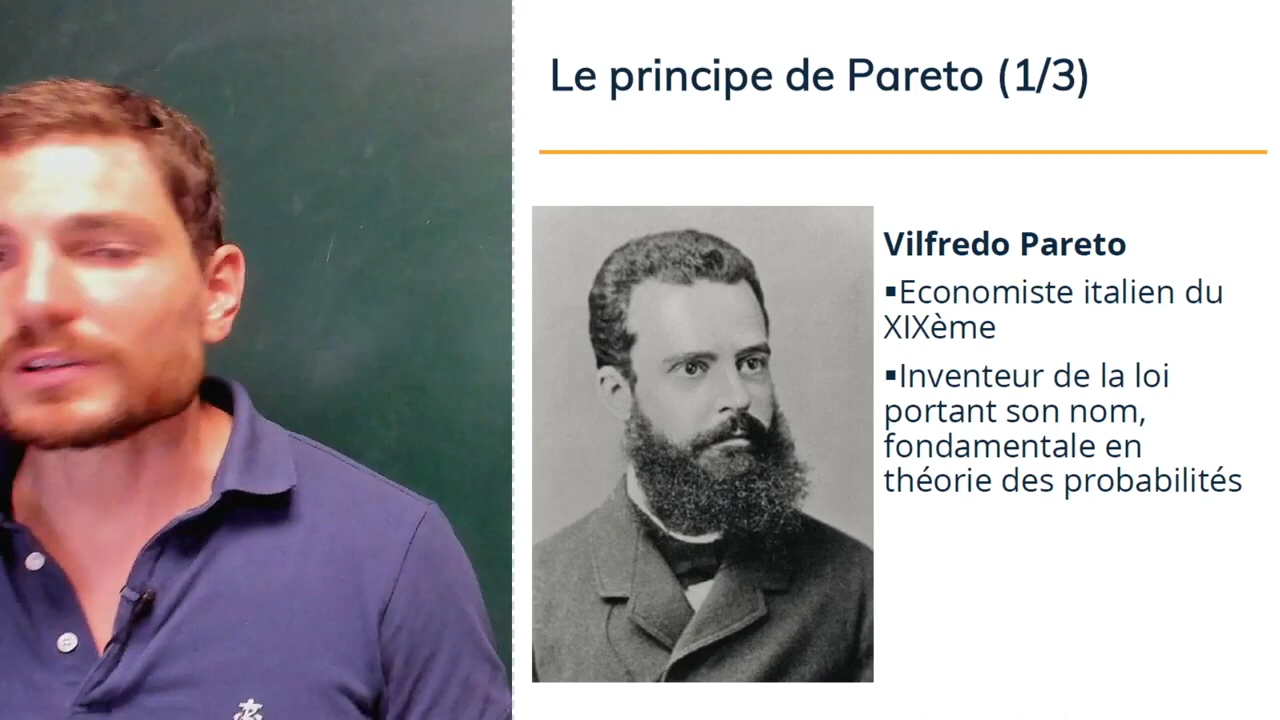 Le principe de Pareto (1/3)
Vilfredo Pareto
▪Economiste italien du
XIXème
▪Inventeur de la loi
portant son nom,
fondamentale en
théorie des probabilités